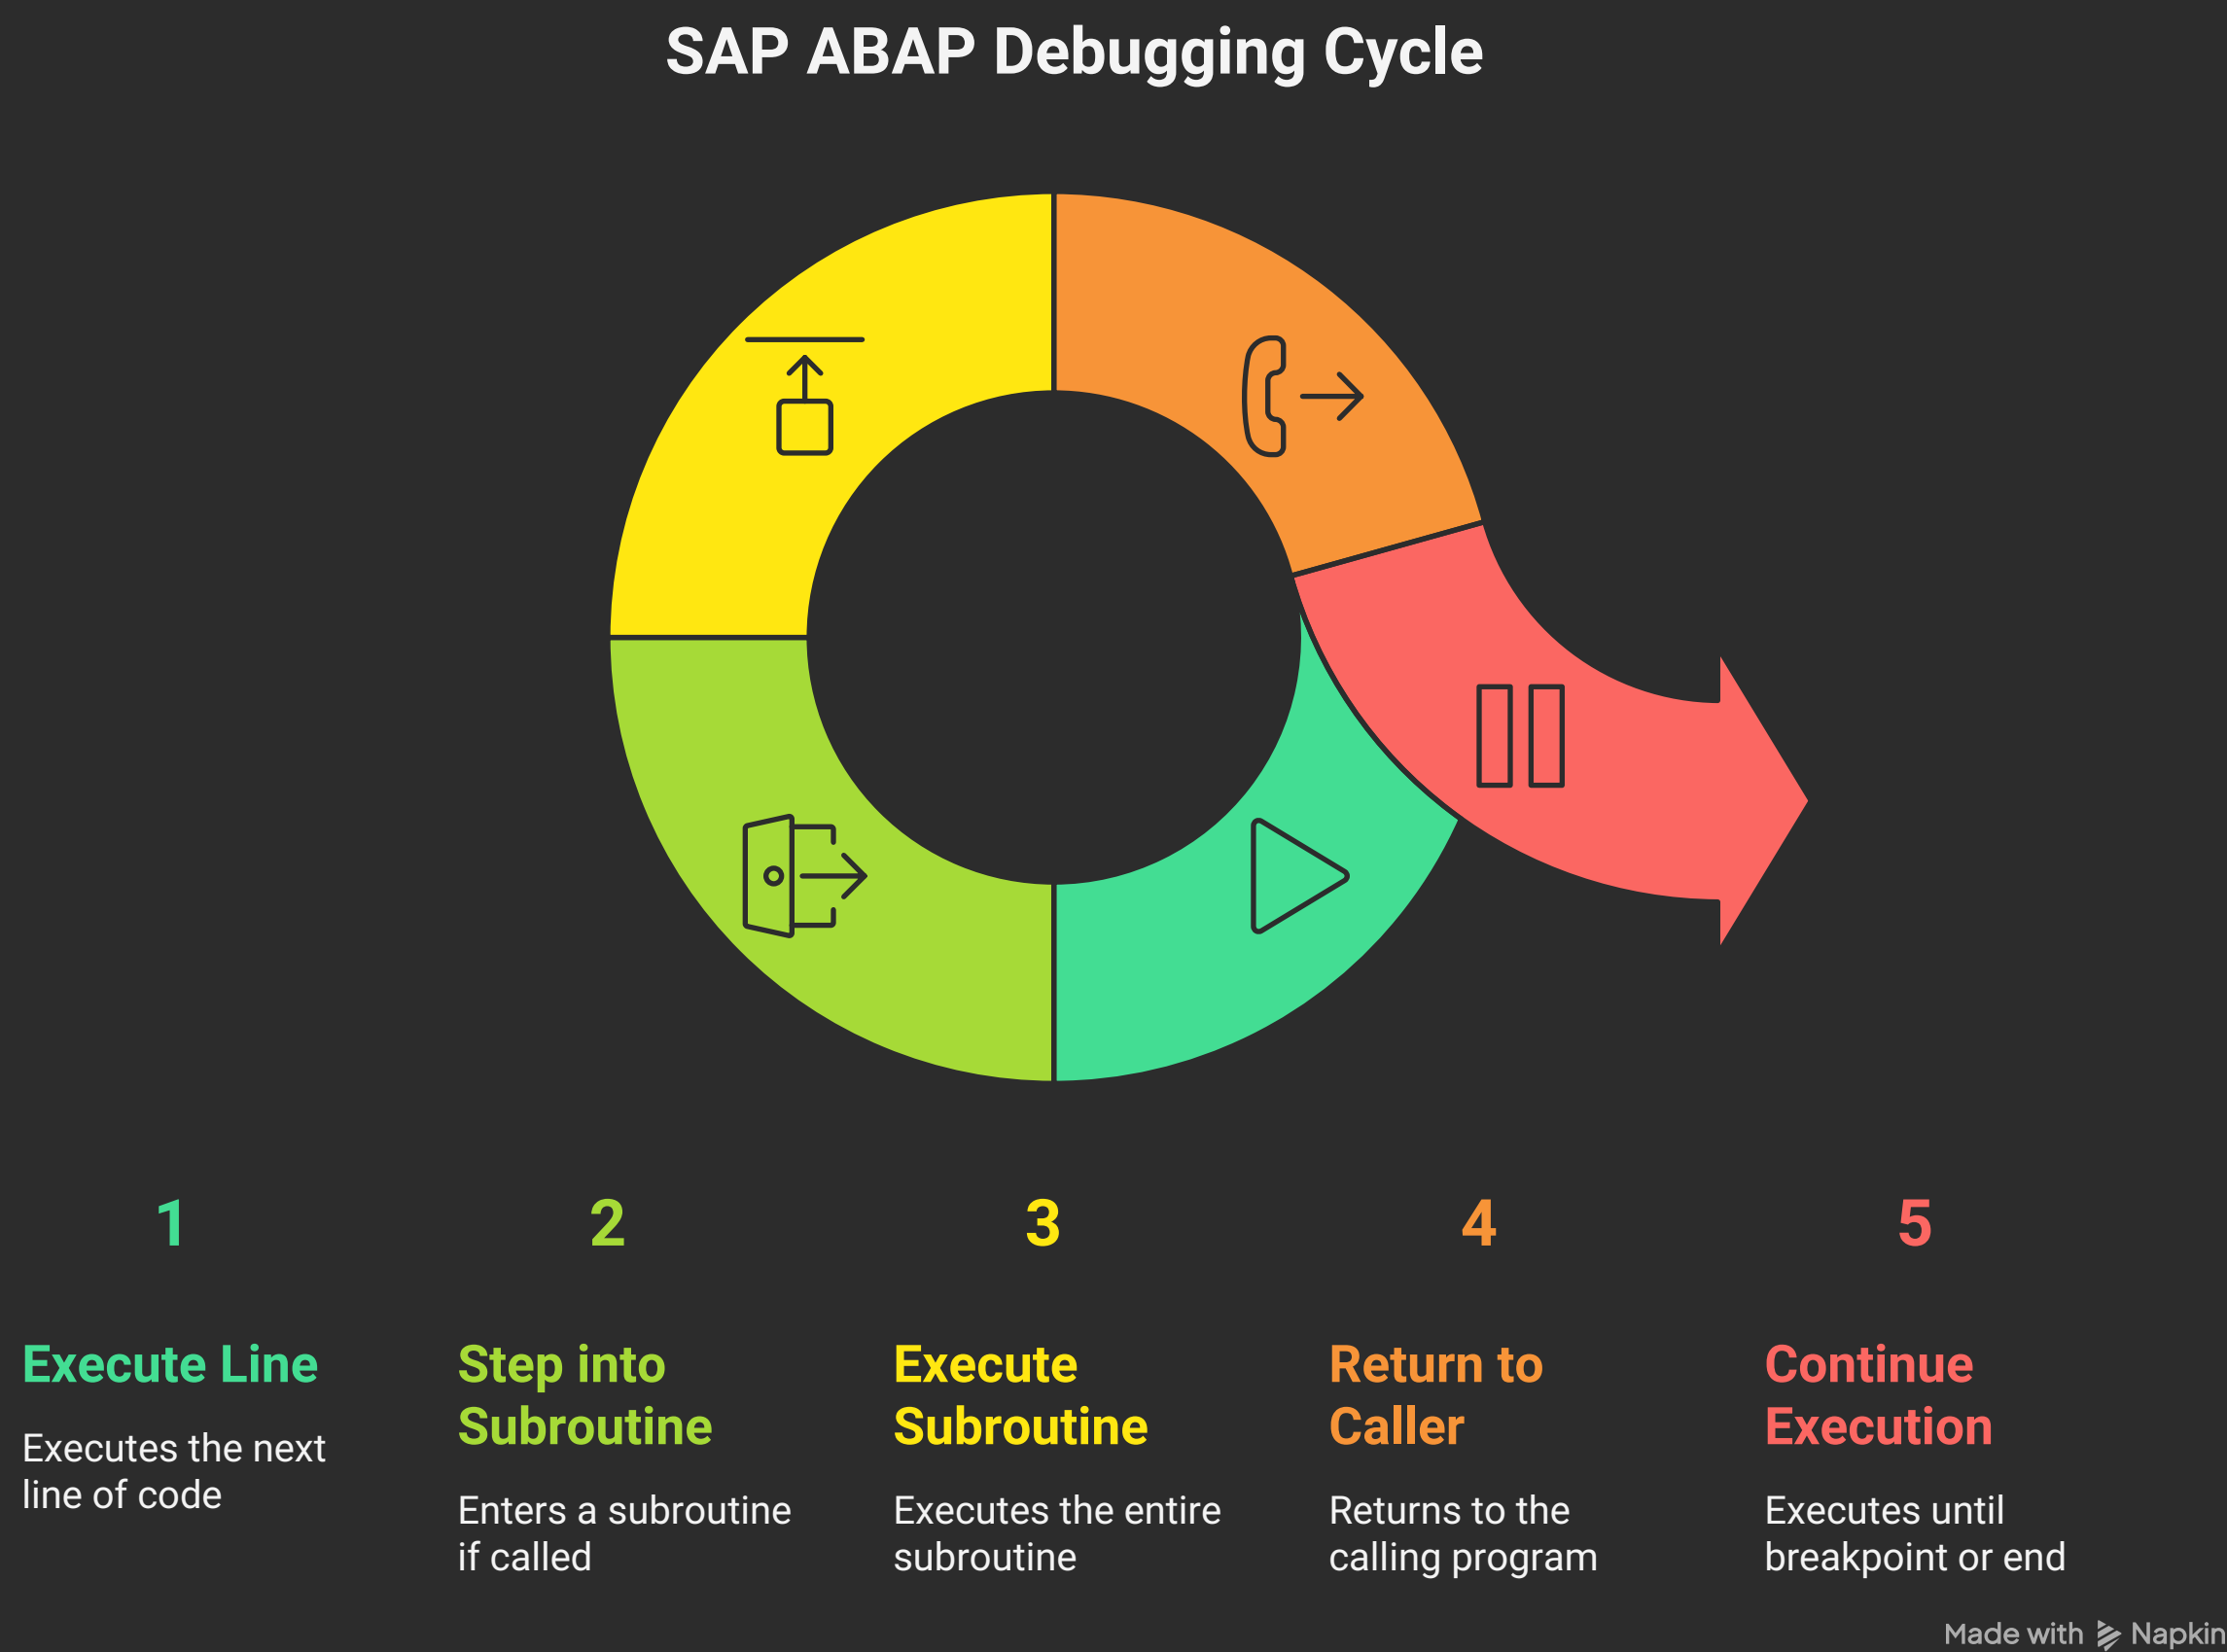 SAP ABAP Debugging Cycle
1
2
3
4
5
Execute Line
Executes the next
line of code
Step into
Subroutine
Enters a subroutine
if called
Execute
Subroutine
Executes the entire
subroutine
Return to
Caller
Returns to the
calling program
Continue
Execution
Executes until
breakpoint or end
Made with Napkin